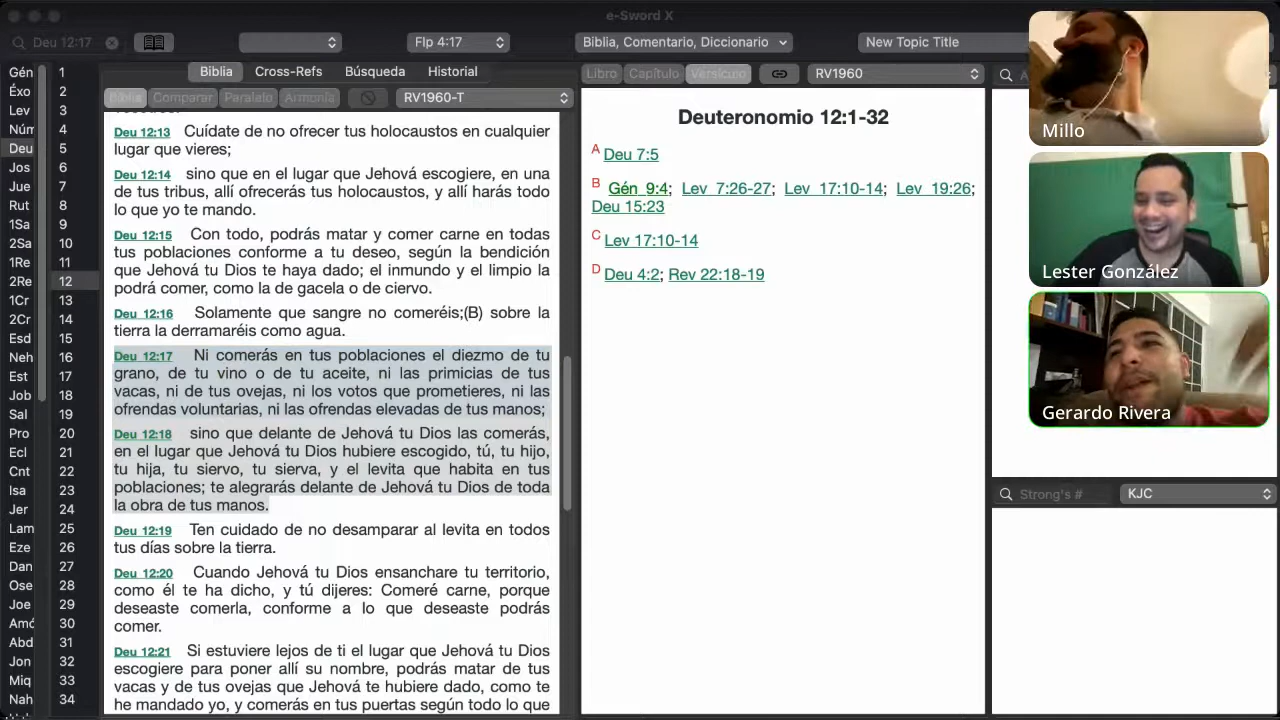 e-Sword X
Deu 12:17
Flp 4:17
Biblia, Comentario, Diccionario
New Topic Title
Biblia
Cross-Refs
Búsqueda
Historial
Biblia
Comparar
Paralelo
Armonía
RV1960-T
Libro
Capítulo
Versículo
RV1960
Gén
Éxo
Lev
Núm
Deu
Jos
Jue
Rut
1Sa
2Sa
1Re
2Re
1Cr
2Cr
Esd
Neh
Est
Job
Sal
Pro
Ecl
Cnt
Isa
Jer
Lam
Eze
Dan
Ose
Joe
Amó
Abd
Jon
Miq
Nah
1
2
3
4
5
6
7
8
9
10
11
12
13
14
15
16
17
18
19
20
21
22
23
24
25
26
27
28
29
30
31
32
33
34
Deu 12:13 Cuídate de no ofrecer tus holocaustos en cualquier
lugar que vieres;
Deu 12:14 sino que en el lugar que Jehová escogiere, en una
de tus tribus, allí ofrecerás tus holocaustos, y allí harás todo
lo que yo te mando.
Deu 12:15 Con todo, podrás matar y comer carne en todas
tus poblaciones conforme a tu deseo, según la bendición
que Jehová tu Dios te haya dado; el inmundo y el limpio la
podrá comer, como la de gacela o de ciervo.
Deu 12:16 Solamente que sangre no comeréis;(B) sobre la
tierra la derramaréis como agua.
Deu 12:17 Ni comerás en tus poblaciones el diezmo de tu
grano, de tu vino o de tu aceite, ni las primicias de tus
vacas, ni de tus ovejas, ni los votos que prometieres, ni las
ofrendas voluntarias, ni las ofrendas elevadas de tus manos;
Deu 12:18 sino que delante de Jehová tu Dios las comerás,
en el lugar que Jehová tu Dios hubiere escogido, tú, tu hijo,
tu hija, tu siervo, tu sierva, y el levita que habita en tus
poblaciones; te alegrarás delante de Jehová tu Dios de toda
la obra de tus manos.
Deu 12:19 Ten cuidado de no desamparar al levita en todos
tus días sobre la tierra.
Deu 12:20 Cuando Jehová tu Dios ensanchare tu territorio,
como él te ha dicho, y tú dijeres: Comeré carne, porque
deseaste comerla, conforme a lo que deseaste podrás
comer.
Deu 12:21 Si estuviere lejos de ti el lugar que Jehová tu Dios
escogiere para poner allí su nombre, podrás matar de tus
vacas y de tus ovejas que Jehová te hubiere dado, como te
he mandado yo, y comerás en tus puertas según todo lo que
Deuteronomio 12:1-32
A Deu 7:5
B Gén 9:4; Lev 7:26-27; Lev 17:10-14; Lev 19:26;
Deu 15:23
C Lev 17:10-14
D Deu 4:2; Rev 22:18-19
Millo
Lester González
Gerardo Rivera
Strong's #
KJC